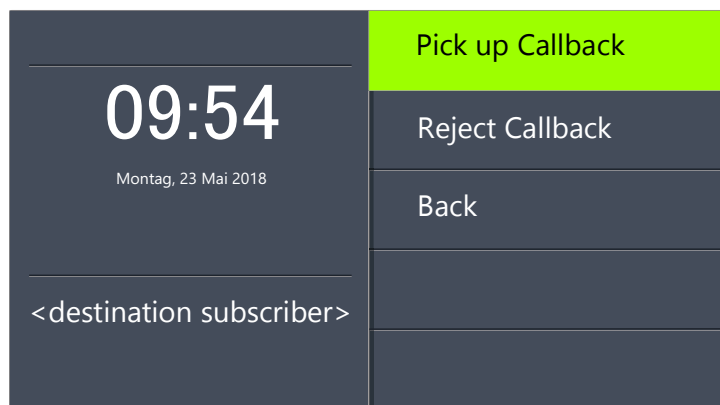 09:54
Montag, 23 Mai 2018
<destination subscriber>
Pick up Callback
Reject Callback
Back